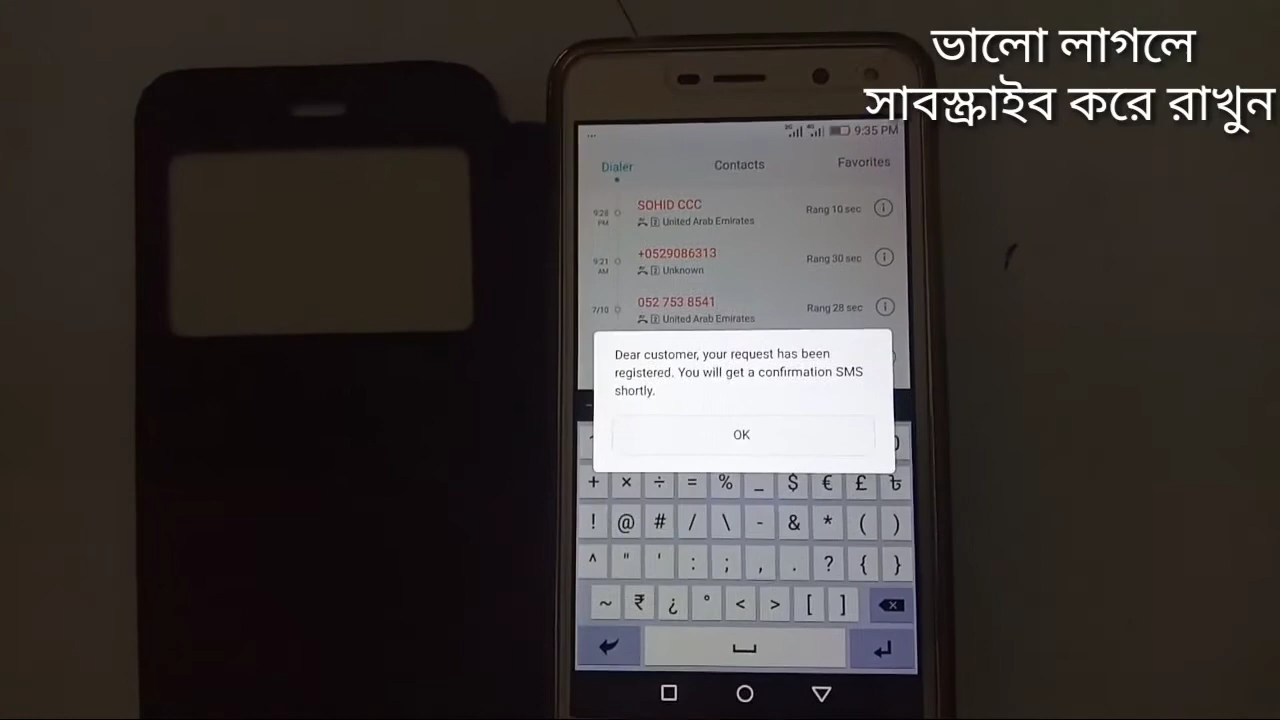 ভালো লাগলে
সাবস্ক্রাইব করে রাখুন
9:35 PM
Dialer Contacts Favorites
SOHID CCC
9:28 PM United Arab Emirates Rang 10 sec
+0529086313
9:21 AM Unknown Rang 30 sec
052 753 8541
7/10 United Arab Emirates Rang 28 sec
Dear customer, your request has been
registered. You will get a confirmation SMS
shortly.
OK
+ × ÷ = % _ $ € £ ৳
! @ # / \ - & * ( )
^ " ' : ; , . ? { }
~ ₹ ¿ ° < > [ ]